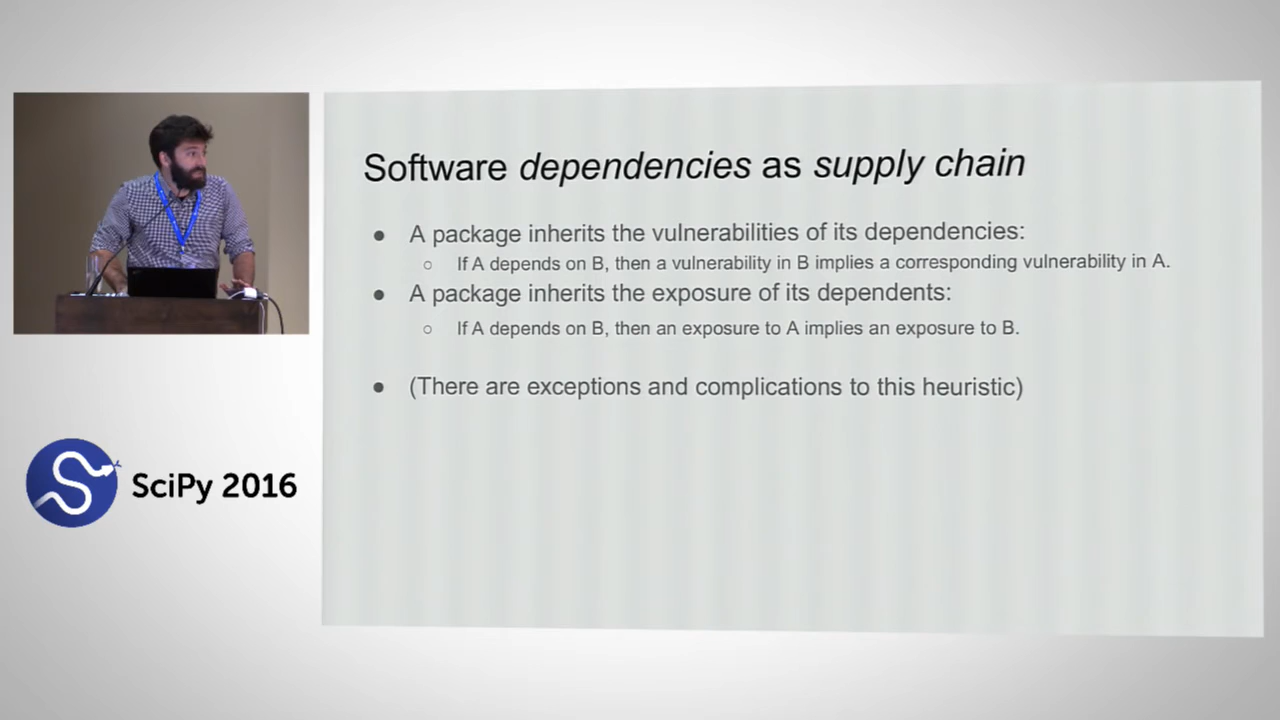 Software dependencies as supply chain
● A package inherits the vulnerabilities of its dependencies:
○ If A depends on B, then a vulnerability in B implies a corresponding vulnerability in A.
● A package inherits the exposure of its dependents:
○ If A depends on B, then an exposure to A implies an exposure to B.
● (There are exceptions and complications to this heuristic)
SciPy 2016